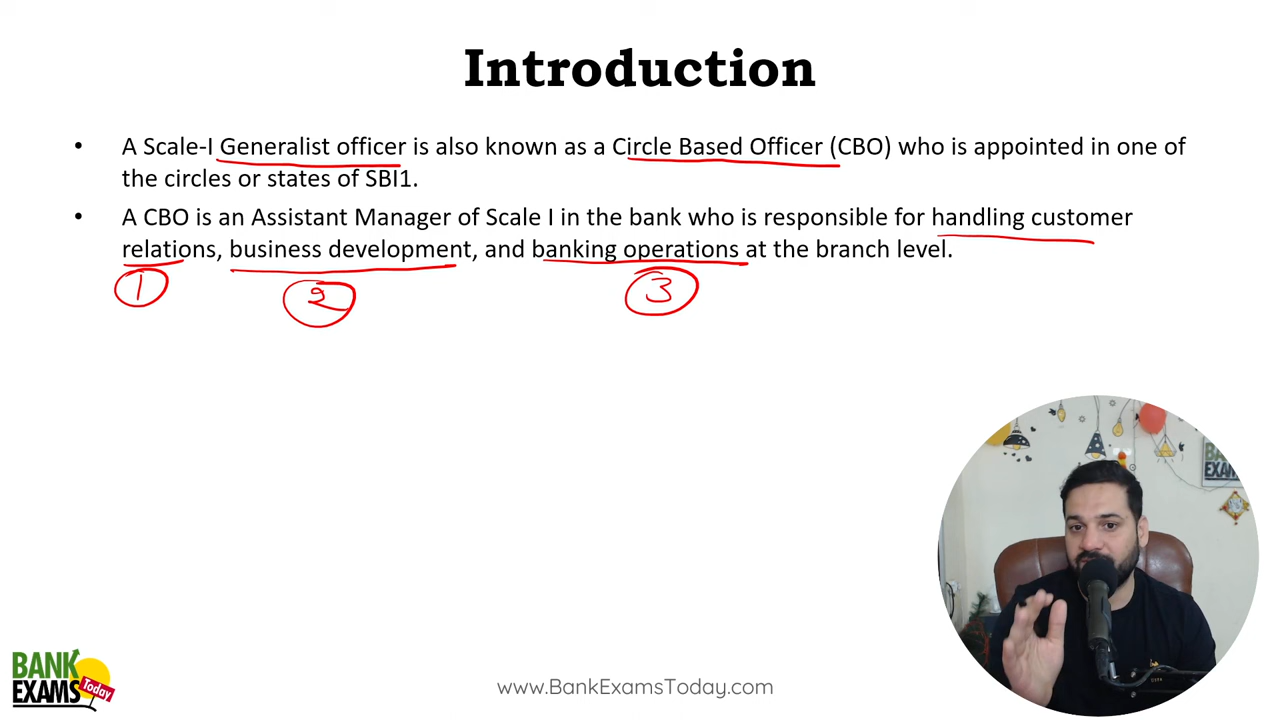 Introduction
• A Scale-I Generalist officer is also known as a Circle Based Officer (CBO) who is appointed in one of
the circles or states of SBI1.
• A CBO is an Assistant Manager of Scale I in the bank who is responsible for handling customer
relations, business development, and banking operations at the branch level.
1 2 3
BANK
EXAMS
BANK
EXAMS
Today
www.BankExamsToday.com